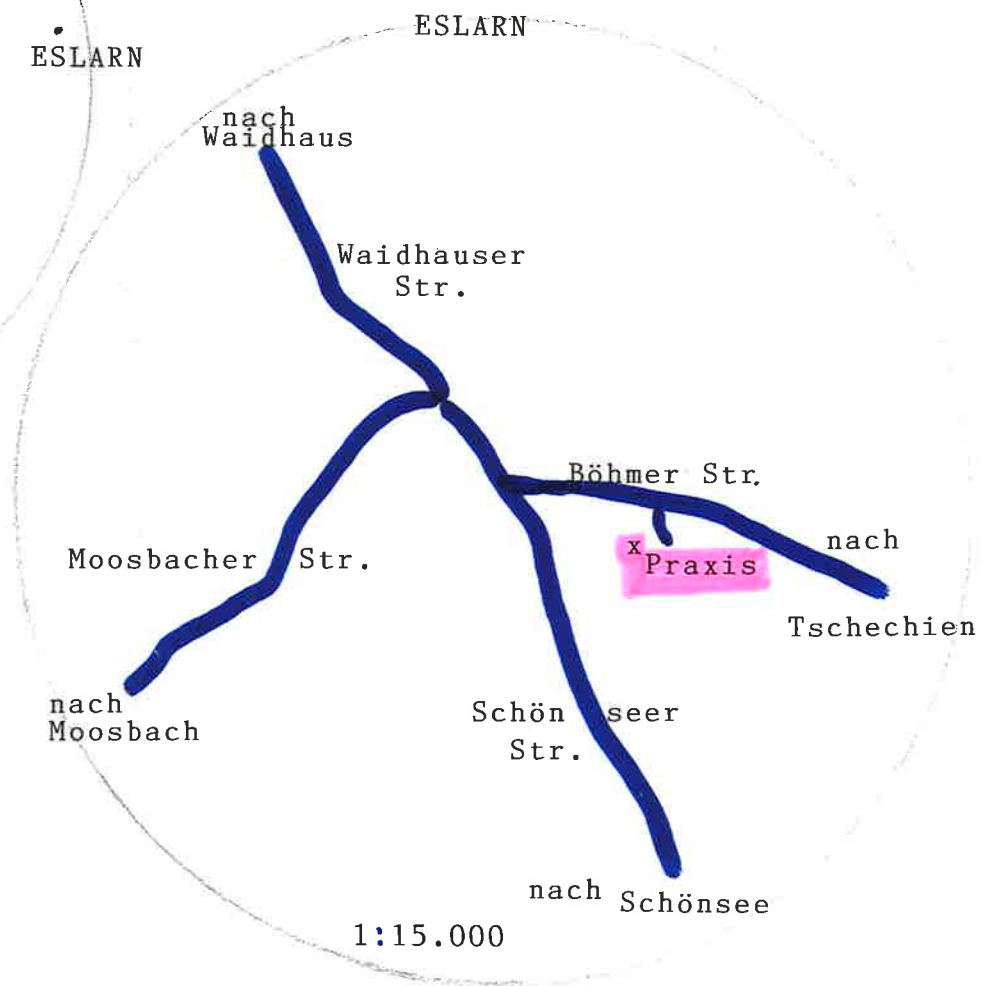 ESLARN
ESLARN
nach
Waidhaus
Waidhauser
Str.
Böhmer Str.
nach
Tschechien
x
Praxis
Moosbacher Str.
nach
Moosbach
Schön seer
Str.
nach Schönsee
1:15.000